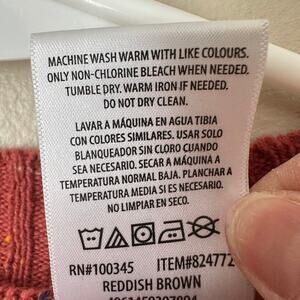 MACHINE WASH WARM WITH LIKE COLOURS.
ONLY NON-CHLORINE BLEACH WHEN NEEDED.
TUMBLE DRY. WARM IRON IF NEEDED.
DO NOT DRY CLEAN.
LAVAR A MÁQUINA EN AGUA TIBIA
CON COLORES SIMILARES. USAR SOLO
BLANQUEADOR SIN CLORO CUANDO
SEA NECESARIO. SECAR A MÁQUINA A
TEMPERATURA NORMAL BAJA. PLANCHAR A
TEMPERATURA MEDIA SI ES NECESARIO.
NO LIMPIAR EN SECO.
RN#100345 ITEM#824772
REDDISH BROWN